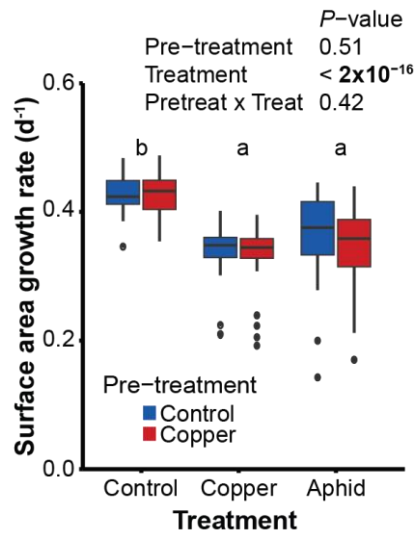 P−value
Pre−treatment 0.51
Treatment < 2x10⁻¹⁶
Pretreat x Treat 0.42
Surface area growth rate (d⁻¹)
0.6
0.4
0.2
0.0
b a a
Pre−treatment
Control
Copper
Control Copper Aphid
Treatment